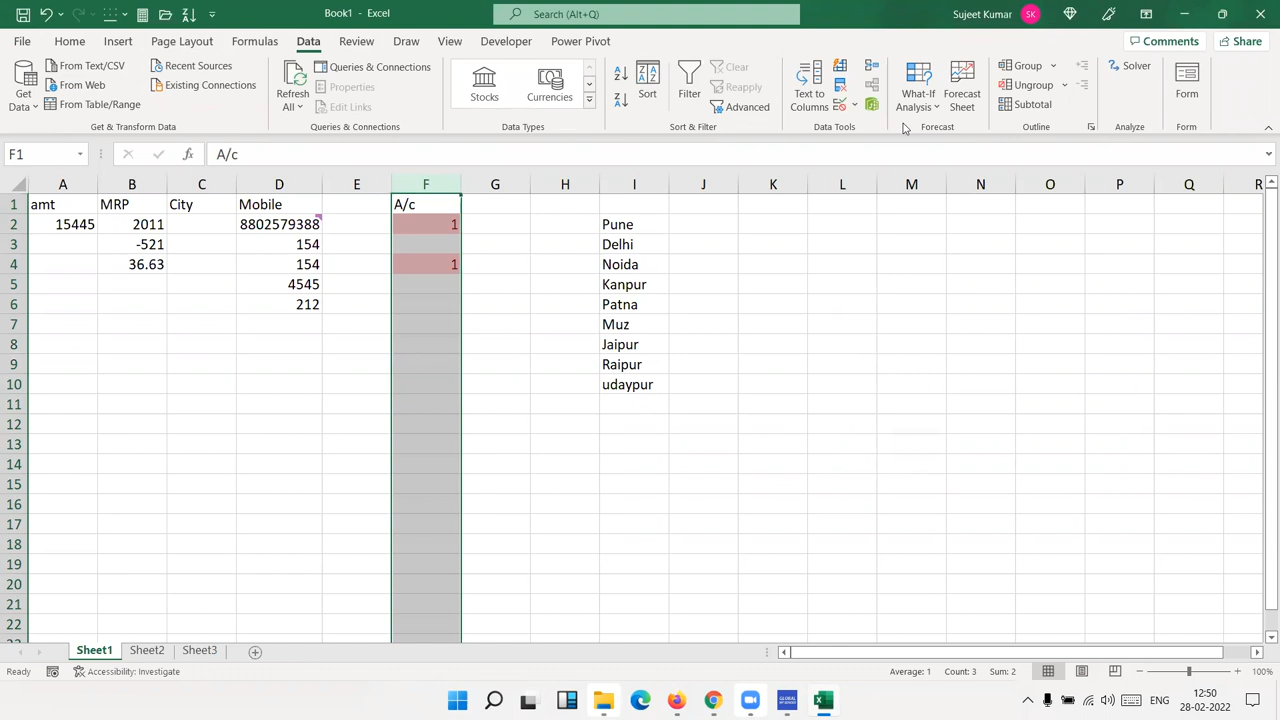 Book1 - Excel
Search (Alt+Q)
Sujeet Kumar
SK
File
Home
Insert
Page Layout
Formulas
Data
Review
View
Draw
Developer
Power Pivot
Comments
Share
Get Data
From Text/CSV
From Web
From Table/Range
Recent Sources
Existing Connections
Get & Transform Data
Refresh All
Queries & Connections
Properties
Edit Links
Queries & Connections
Stocks
Currencies
Data Types
Sort
Filter
Clear
Reapply
Advanced
Sort & Filter
Text to Columns
Data Tools
What-If Analysis
Forecast Sheet
Forecast
Group
Ungroup
Subtotal
Outline
Solver
Analyze
Form
Form
F1
fx
A/c
A B C D E F G H I J K L M N O P Q R
1 amt MRP City Mobile A/c
2 15445 2011 8802579388 1 Pune
3 -521 154 Delhi
4 36.63 154 1 Noida
5 4545 Kanpur
6 212 Patna
7 Muz
8 Jaipur
9 Raipur
10 udaypur
11
12
13
14
15
16
17
18
19
20
21
22
Sheet1 Sheet2 Sheet3
Ready
Accessibility: Investigate
Average: 1 Count: 3 Sum: 2
100%
ENG
12:50
28-02-2022